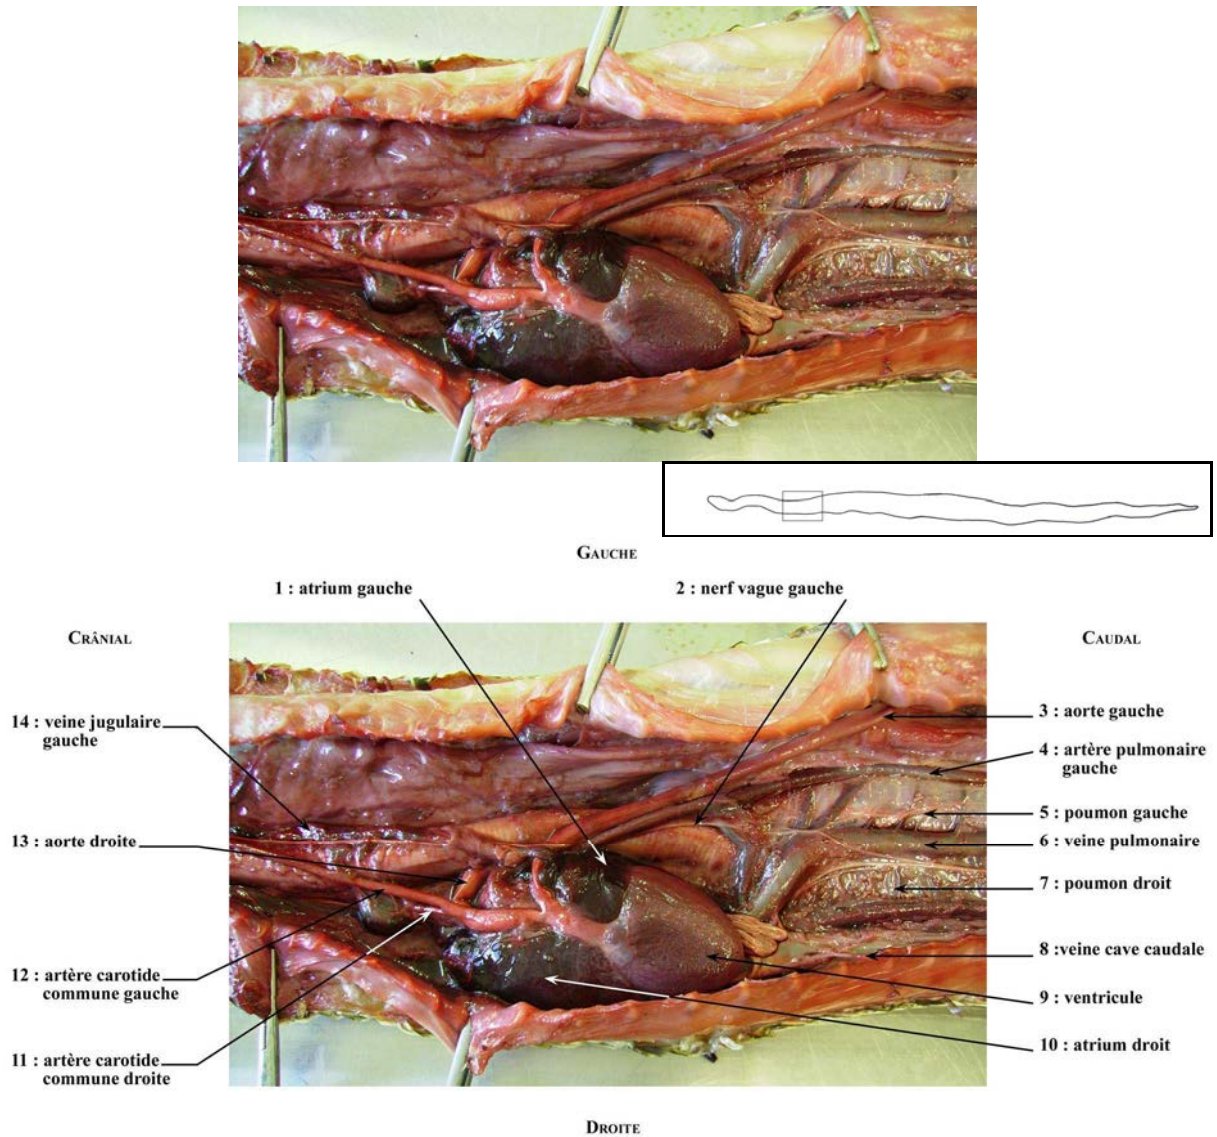 GAUCHE
1 : atrium gauche
2 : nerf vague gauche
CRÂNIAL
CAUDAL
14 : veine jugulaire
gauche
3 : aorte gauche
4 : artère pulmonaire
gauche
13 : aorte droite
5 : poumon gauche
6 : veine pulmonaire
7 : poumon droit
12 : artère carotide
commune gauche
8 :veine cave caudale
9 : ventricule
11 : artère carotide
commune droite
10 : atrium droit
DROITE